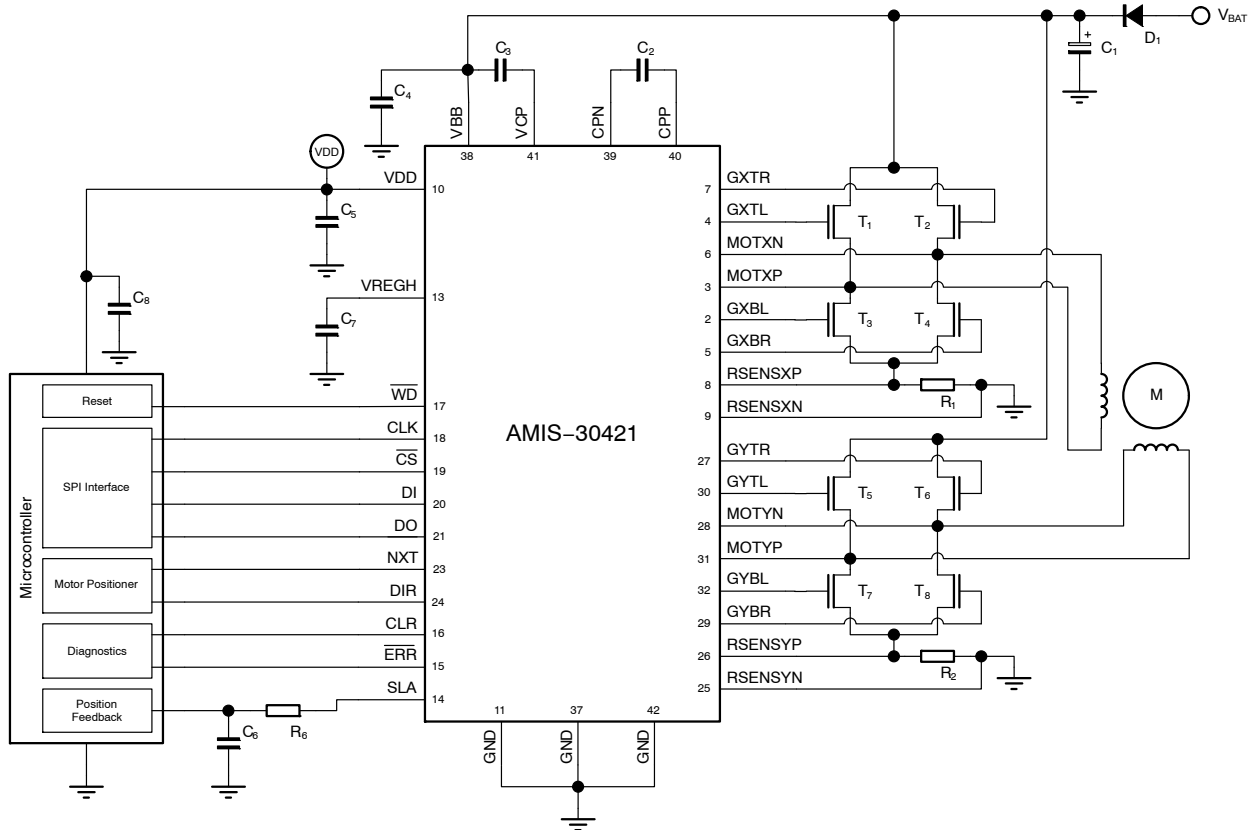 VBAT
D1
C1
+
C3
C2
C4
VBB
VCP
CPN
CPP
38
41
39
40
VDD
VDD
10
C5
C8
VREGH
13
C7
Microcontroller
Reset
SPI Interface
Motor Positioner
Diagnostics
Position
Feedback
WD
17
CLK
18
CS
19
DI
20
DO
21
NXT
23
DIR
24
CLR
16
ERR
15
SLA
14
C6
R6
AMIS−30421
11
37
42
GND
GND
GND
7
GXTR
4
GXTL
6
MOTXN
3
MOTXP
2
GXBL
5
GXBR
8
RSENSXP
9
RSENSXN
27
GYTR
30
GYTL
28
MOTYN
31
MOTYP
32
GYBL
29
GYBR
26
RSENSYP
25
RSENSYN
T1
T2
T3
T4
R1
T5
T6
T7
T8
R2
M